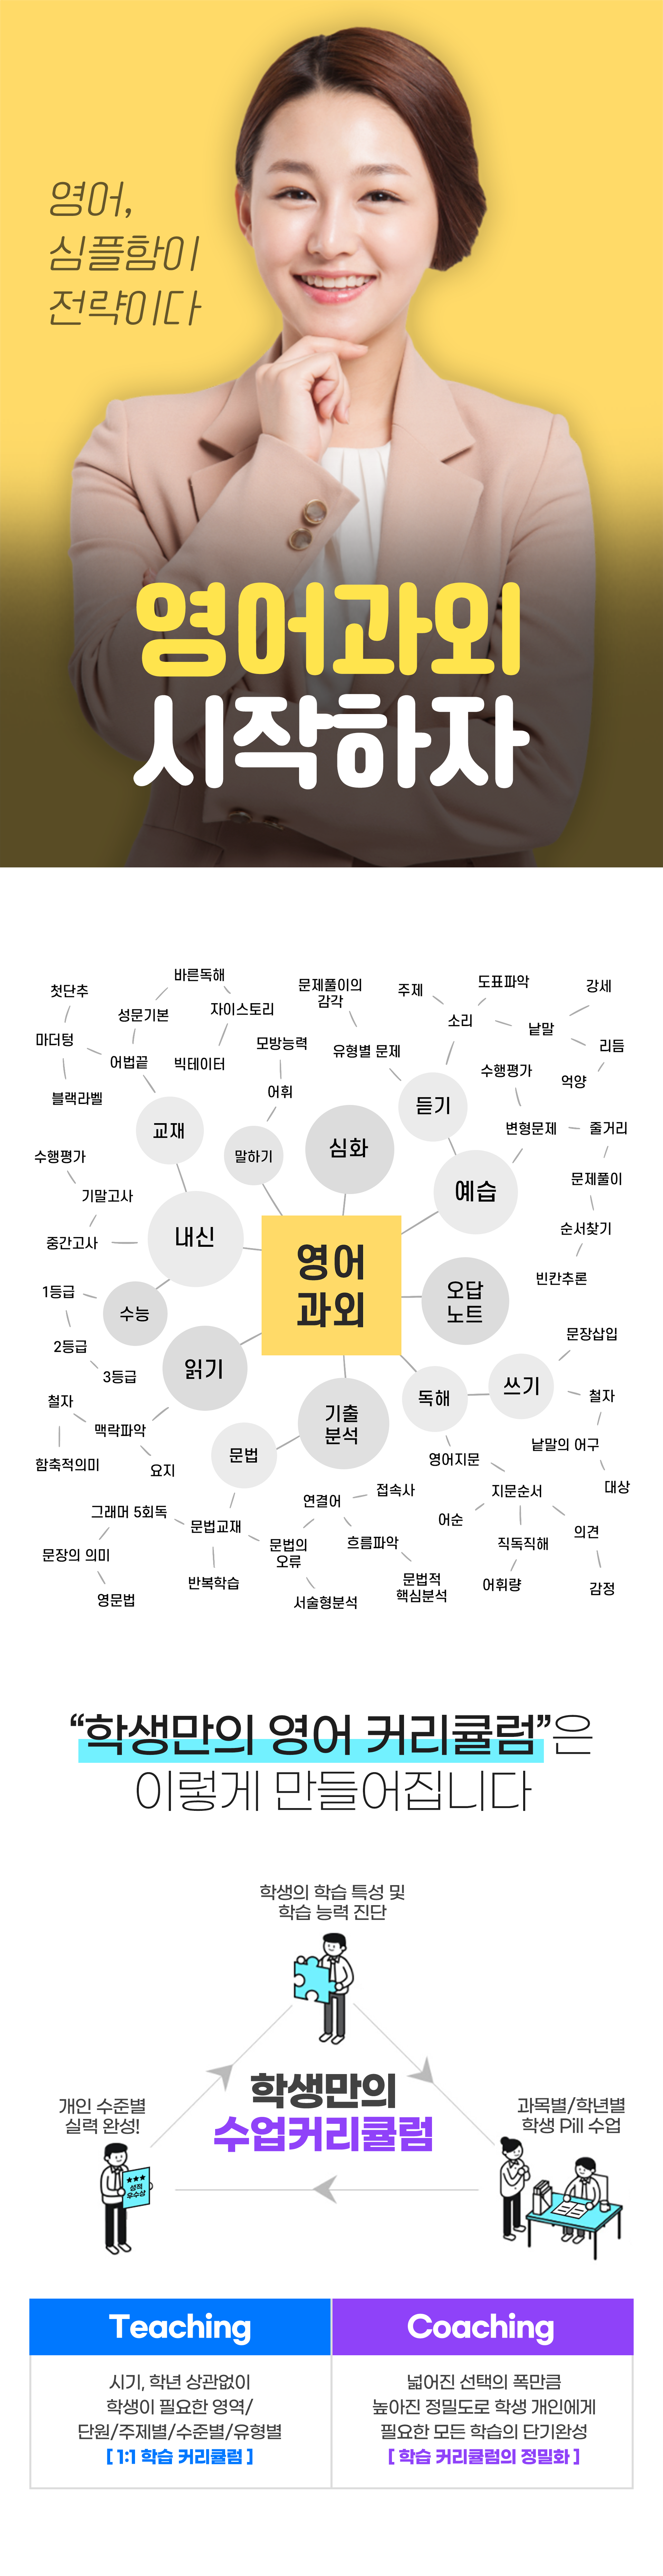 영어,
심플함이
전략이다
영어과외
시작하자
바른독해
첫단추
성문기본
자이스토리
마더텅
어법끝
빅테이터
블랙라벨
교재
문제풀이의
감각
모방능력
유형별 문제
어휘
말하기
심화
주제
도표파악
강세
소리
낱말
리듬
수행평가
억양
듣기
변형문제
줄거리
예습
문제풀이
순서찾기
빈칸추론
수행평가
기말고사
중간고사
내신
1등급
수능
2등급
3등급
영어
과외
오답
노트
문장삽입
읽기
철자
맥락파악
함축적의미
요지
기출
분석
독해
쓰기
철자
낱말의 어구
대상
문법
영어지문
그래머 5회독
문법교재
문장의 의미
반복학습
영문법
연결어
접속사
문법의
오류
흐름파악
서술형분석
문법적
핵심분석
지문순서
어순
직독직해
의견
어휘량
감정
“학생만의 영어 커리큘럼”은
이렇게 만들어집니다
학생의 학습 특성 및
학습 능력 진단
학생만의
수업커리큘럼
개인 수준별
실력 완성!
★★★
성적
우수상
과목별/학년별
학생 Pill 수업
Teaching
시기, 학년 상관없이
학생이 필요한 영역/
단원/주제별/수준별/유형별
[ 1:1 학습 커리큘럼 ]
Coaching
넓어진 선택의 폭만큼
높아진 정밀도로 학생 개인에게
필요한 모든 학습의 단기완성
[ 학습 커리큘럼의 정밀화 ]